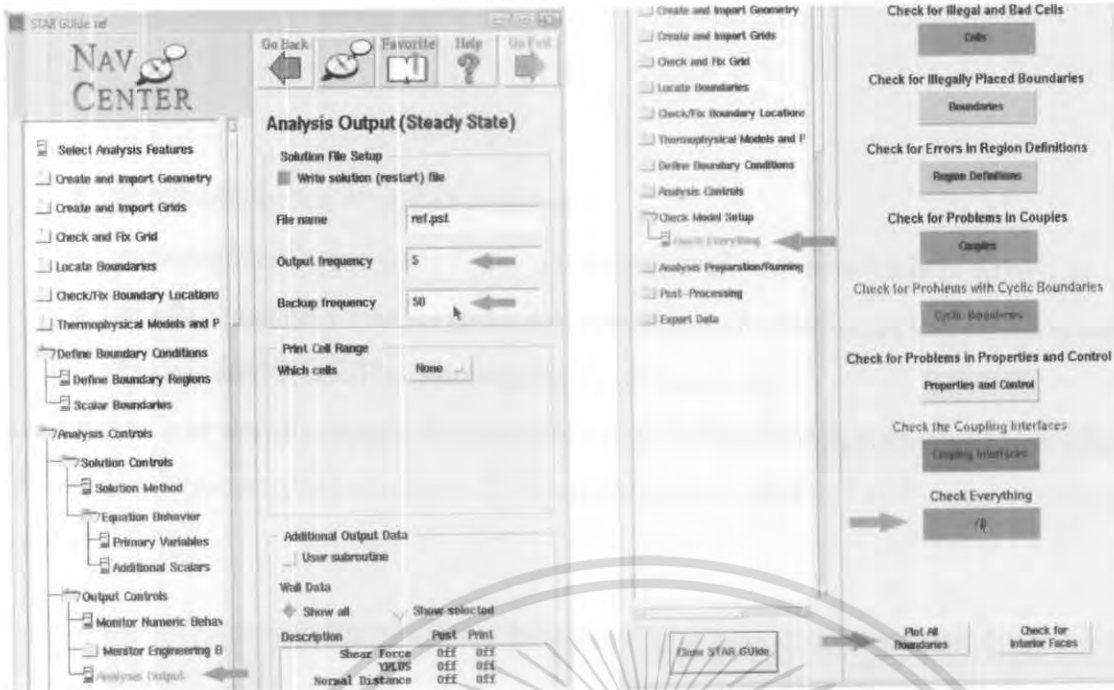 STAR GUIde ref
NAV
CENTER
Go Back
Favorite
Help
Go Fwd
Select Analysis Features
Create and Import Geometry
Create and Import Grids
Check and Fix Grid
Locate Boundaries
Check/Fix Boundary Locations
Thermophysical Models and P
Define Boundary Conditions
Define Boundary Regions
Scalar Boundaries
Analysis Controls
Solution Controls
Solution Method
Equation Behavior
Primary Variables
Additional Scalars
Output Controls
Monitor Numeric Behav
Monitor Engineering B
Analysis Output
Analysis Output (Steady State)
Solution File Setup
Write solution (restart) file
File name ref.pst
Output frequency 5
Backup frequency 50
Print Cell Range
Which cells None
Additional Output Data
User subroutine
Wall Data
Show all Show selected
Description Post Print
Shear Force Off Off
YPLUS Off Off
Normal Distance Off Off
Create and Import Geometry
Create and Import Grids
Check and Fix Grid
Locate Boundaries
Check/Fix Boundary Locations
Thermophysical Models and P
Define Boundary Conditions
Analysis Controls
Check Model Setup
Check Everything
Analysis Preparation/Running
Post-Processing
Export Data
Close STAR GUIde
Check for Illegal and Bad Cells
Cells
Check for Illegally Placed Boundaries
Boundaries
Check for Errors in Region Definitions
Region Definitions
Check for Problems in Couples
Couples
Check for Problems with Cyclic Boundaries
Cyclic Boundaries
Check for Problems in Properties and Control
Properties and Control
Check the Coupling Interfaces
Coupling Interfaces
Check Everything
Plot All
Boundaries
Check for
Interior Faces